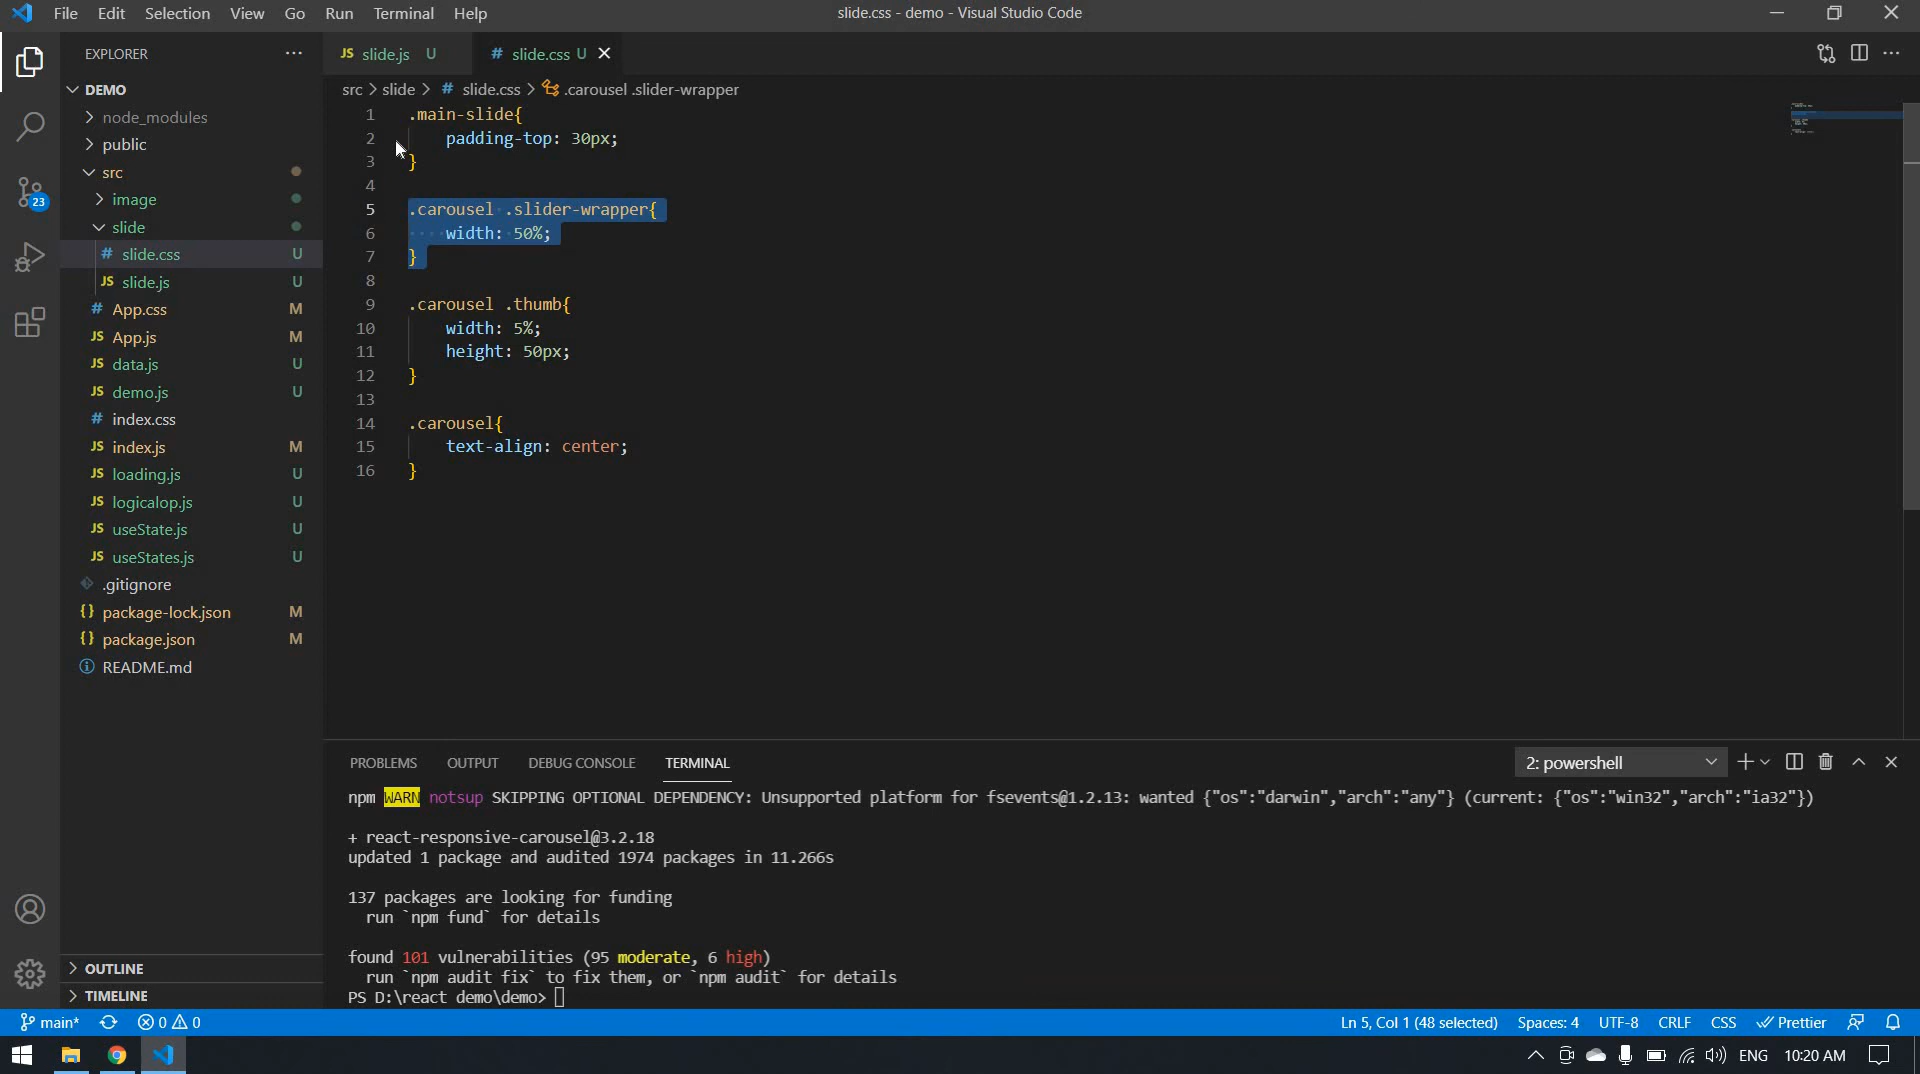 File Edit Selection View Go Run Terminal Help
slide.css - demo - Visual Studio Code
EXPLORER
JS slide.js U
# slide.css U
DEMO
src > slide > # slide.css > .carousel .slider-wrapper
node_modules
public
src
image
slide
# slide.css U
JS slide.js U
# App.css M
JS App.js M
JS data.js U
JS demo.js U
# index.css
JS index.js M
JS loading.js U
JS logicalop.js U
JS useState.js U
JS useStates.js U
.gitignore
{} package-lock.json M
{} package.json M
README.md
OUTLINE
TIMELINE
23
1 .main-slide{
2 padding-top: 30px;
3 }
4
5 .carousel .slider-wrapper{
6 width: 50%;
7 }
8
9 .carousel .thumb{
10 width: 5%;
11 height: 50px;
12 }
13
14 .carousel{
15 text-align: center;
16 }
PROBLEMS OUTPUT DEBUG CONSOLE TERMINAL
2: powershell
npm WARN notsup SKIPPING OPTIONAL DEPENDENCY: Unsupported platform for fsevents@1.2.13: wanted {"os":"darwin","arch":"any"} (current: {"os":"win32","arch":"ia32"})
+ react-responsive-carousel@3.2.18
updated 1 package and audited 1974 packages in 11.266s
137 packages are looking for funding
run `npm fund` for details
found 101 vulnerabilities (95 moderate, 6 high)
run `npm audit fix` to fix them, or `npm audit` for details
PS D:\react demo\demo>
main* 0 0
Ln 5, Col 1 (48 selected) Spaces: 4 UTF-8 CRLF CSS Prettier
ENG 10:20 AM